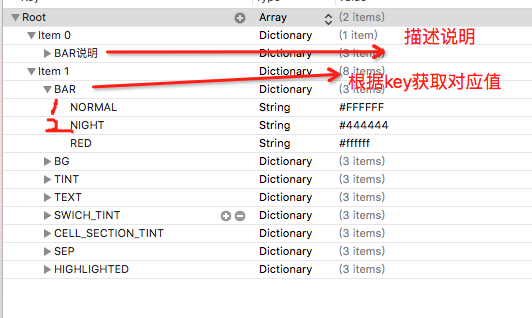 Root Array (2 items)
Item 0 Dictionary (1 item)
描述说明
BAR说明 Dictionary (3 items)
Item 1 Dictionary (8 items)
根据key获取对应值
BAR Dictionary (3 items)
1 NORMAL String #FFFFFF
2 NIGHT String #444444
RED String #ffffff
BG Dictionary (3 items)
TINT Dictionary (3 items)
TEXT Dictionary (3 items)
SWICH_TINT Dictionary (3 items)
CELL_SECTION_TINT Dictionary (3 items)
SEP Dictionary (3 items)
HIGHLIGHTED Dictionary (3 items)